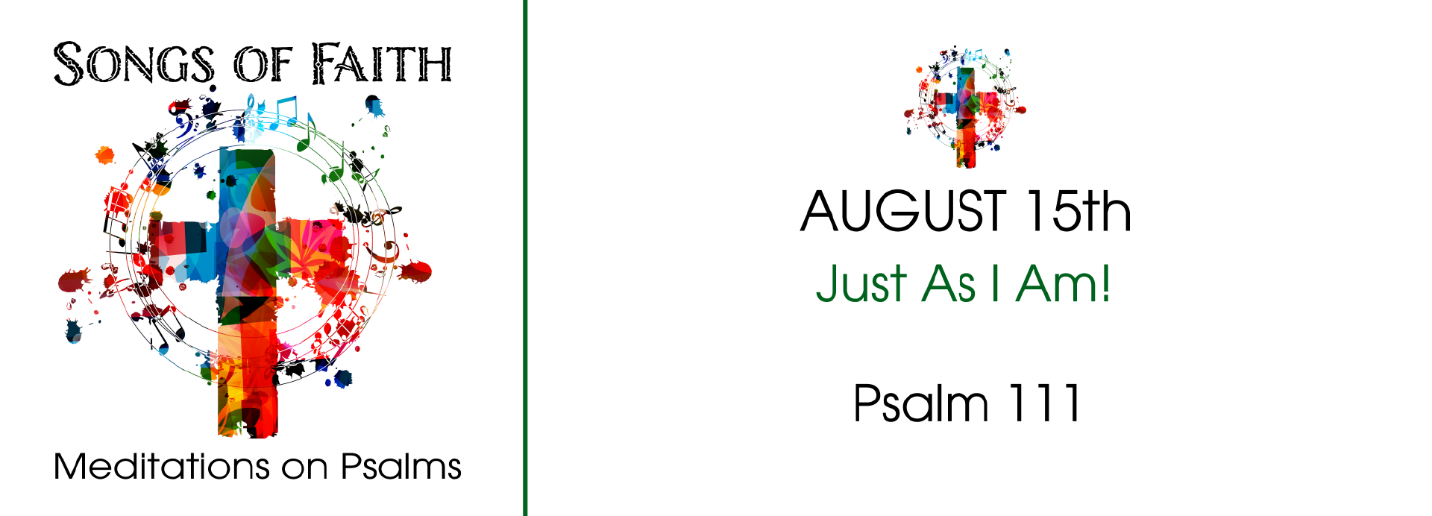 Songs of Faith
Meditations on Psalms
AUGUST 15th
Just As I Am!
Psalm 111